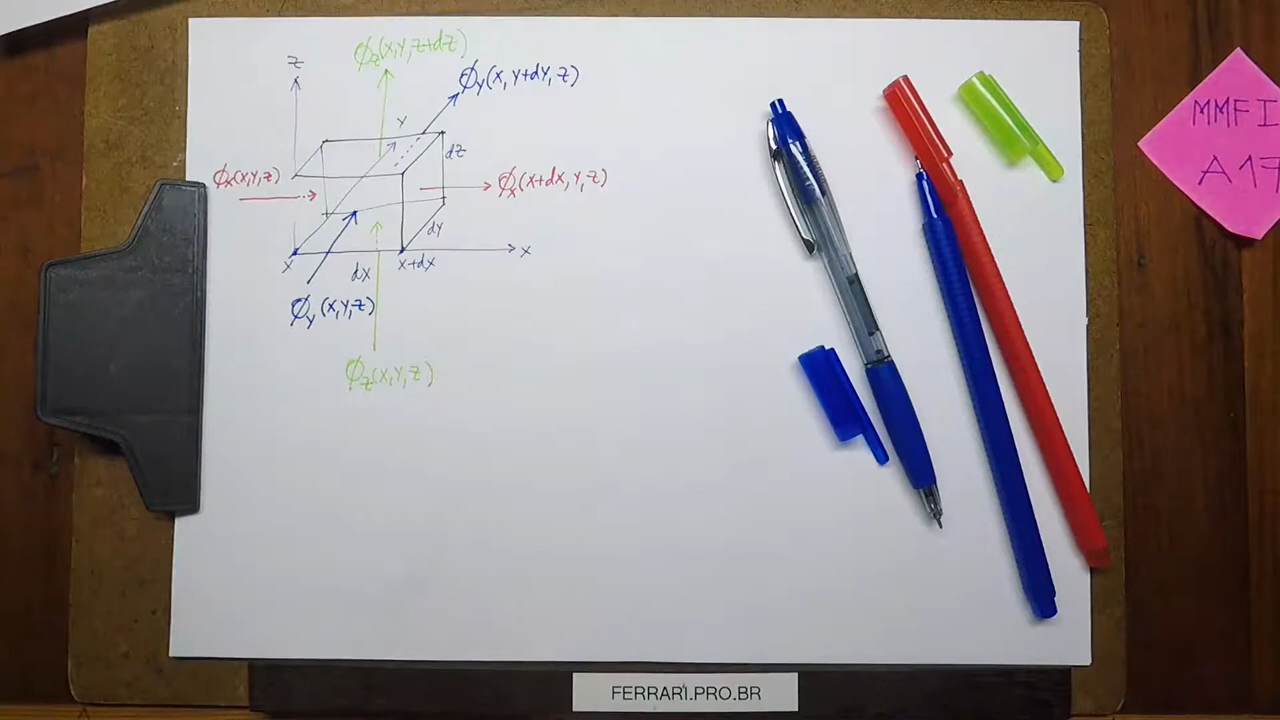 ϕz(x,y,z+dz)
z
ϕy(x, y+dy, z)
y
dz
ϕx(x,y,z)
ϕx(x+dx, y, z)
dy
x
x+dx
x
dx
ϕy(x,y,z)
ϕz(x,y,z)
MMFI
A17
FERRARI.PRO.BR